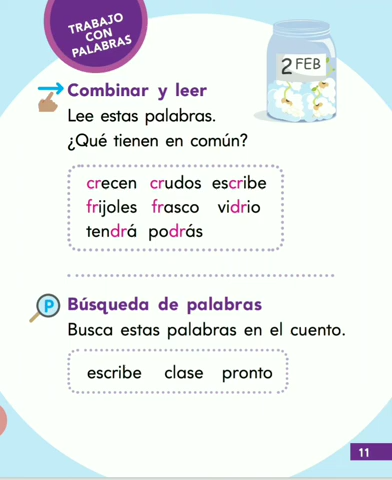 TRABAJO
CON
PALABRAS
2 FEB
Combinar y leer
Lee estas palabras.
¿Qué tienen en común?
crecen crudos escribe
frijoles frasco vidrio
tendrá podrás
P
Búsqueda de palabras
Busca estas palabras en el cuento.
escribe clase pronto
11